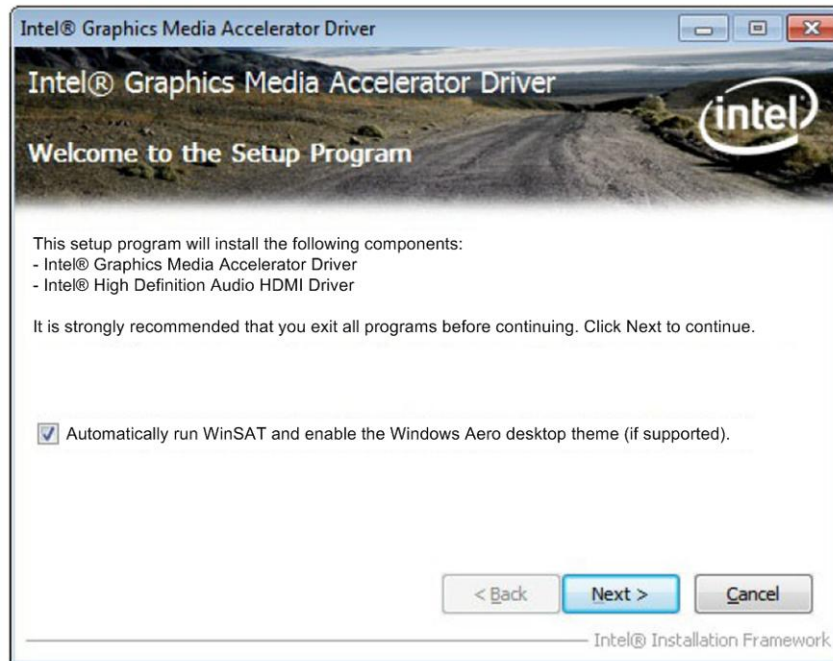 Intel® Graphics Media Accelerator Driver
Intel® Graphics Media Accelerator Driver
intel
Welcome to the Setup Program
This setup program will install the following components:
- Intel® Graphics Media Accelerator Driver
- Intel® High Definition Audio HDMI Driver
It is strongly recommended that you exit all programs before continuing. Click Next to continue.
Automatically run WinSAT and enable the Windows Aero desktop theme (if supported).
< Back
Next >
Cancel
Intel® Installation Framework